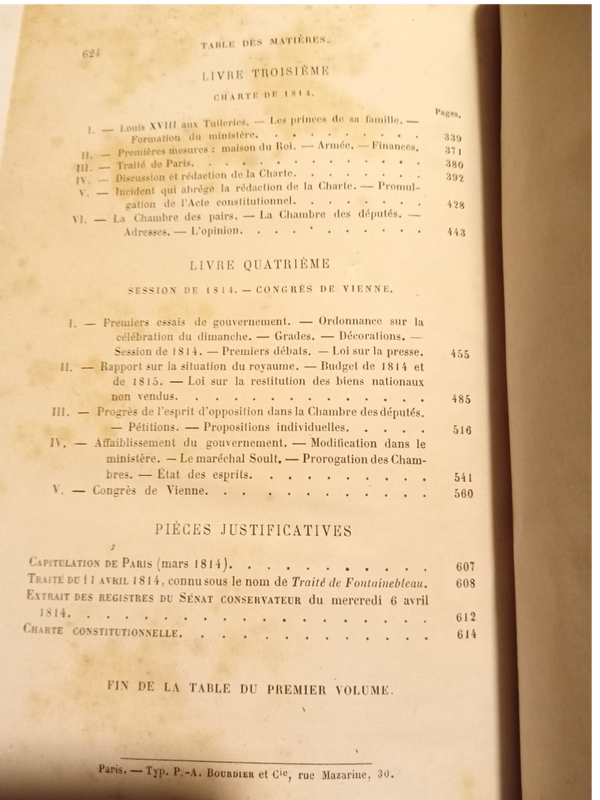 624
TABLE DES MATIÈRES.
LIVRE TROISIÈME
CHARTE DE 1814.
Pages.
I. — Louis XVIII aux Tuileries. — Les princes de sa famille. —
Formation du ministère. . . . . . . . . 339
II. — Premières mesures : maison du Roi. — Armée. — Finances. 371
III. — Traité de Paris. . . . . . . . . . . 380
IV. — Discussion et rédaction de la Charte. . . . . . . 392
V. — Incident qui abrége la rédaction de la Charte. — Promul-
gation de l'Acte constitutionnel. . . . . . . 428
VI. — La Chambre des pairs. — La Chambre des députés. —
Adresses. — L'opinion. . . . . . . . . 443
LIVRE QUATRIÈME
SESSION DE 1814. — CONGRÈS DE VIENNE.
I. — Premiers essais de gouvernement. — Ordonnance sur la
célébration du dimanche. — Grades. — Décorations. —
Session de 1814. — Premiers débats. — Loi sur la presse. 455
II. — Rapport sur la situation du royaume. — Budget de 1814 et
de 1815. — Loi sur la restitution des biens nationaux
non vendus. . . . . . . . . . . . 485
III. — Progrès de l'esprit d'opposition dans la Chambre des députés.
— Pétitions. — Propositions individuelles. . . . . 516
IV. — Affaiblissement du gouvernement. — Modification dans le
ministère. — Le maréchal Soult. — Prorogation des Cham-
bres. — État des esprits. . . . . . . . . 541
V. — Congrès de Vienne. . . . . . . . . . . 560
PIÈCES JUSTIFICATIVES
CAPITULATION DE PARIS (mars 1814). . . . . . . . . . 607
TRAITÉ DU 11 AVRIL 1814, connu sous le nom de Traité de Fontainebleau. 608
EXTRAIT DES REGISTRES DU SÉNAT CONSERVATEUR du mercredi 6 avril
1814. . . . . . . . . . . . . . . . . 612
CHARTE CONSTITUTIONNELLE. . . . . . . . . . . . 614
FIN DE LA TABLE DU PREMIER VOLUME.
Paris. — Typ. P.-A. BOURDIER et Cie, rue Mazarine, 30.